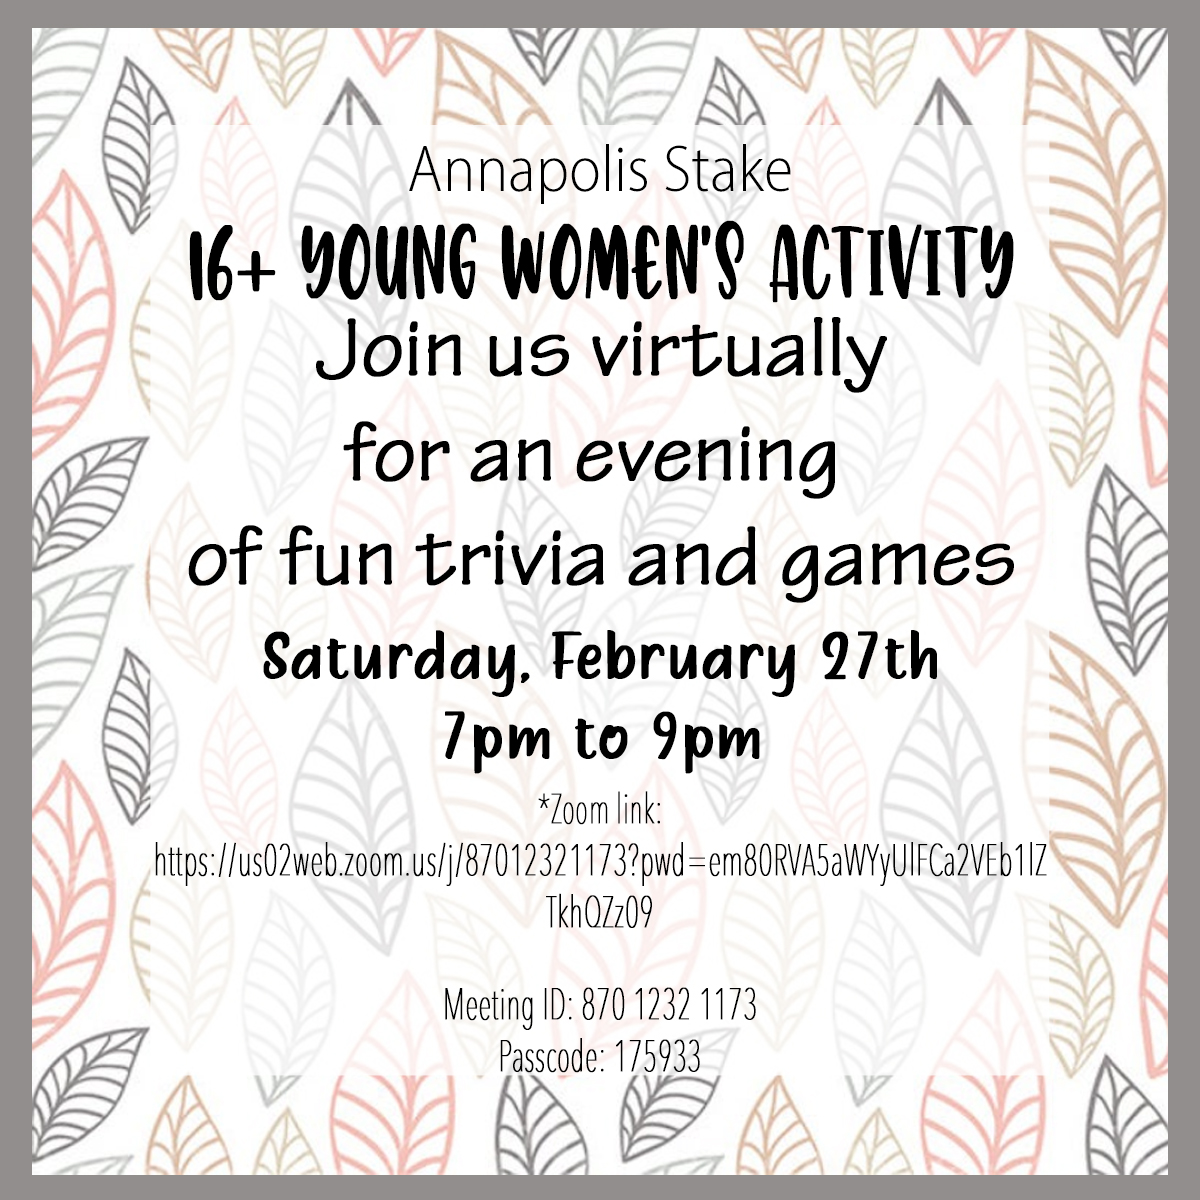 Annapolis Stake
16+ YOUNG WOMEN'S ACTIVITY
Join us virtually
for an evening
of fun trivia and games
Saturday, February 27th
7pm to 9pm
*Zoom link:
https://us02web.zoom.us/j/87012321173?pwd=em80RVA5aWYyUlFCa2VEb1lZ
TkhQZz09
Meeting ID: 870 1232 1173
Passcode: 175933